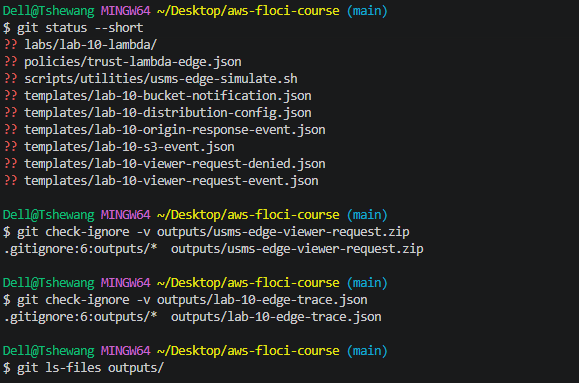 Dell@Tshewang MINGW64 ~/Desktop/aws-floci-course (main)
$ git status --short
?? labs/lab-10-lambda/
?? policies/trust-lambda-edge.json
?? scripts/utilities/usms-edge-simulate.sh
?? templates/lab-10-bucket-notification.json
?? templates/lab-10-distribution-config.json
?? templates/lab-10-origin-response-event.json
?? templates/lab-10-s3-event.json
?? templates/lab-10-viewer-request-denied.json
?? templates/lab-10-viewer-request-event.json

Dell@Tshewang MINGW64 ~/Desktop/aws-floci-course (main)
$ git check-ignore -v outputs/usms-edge-viewer-request.zip
.gitignore:6:outputs/*  outputs/usms-edge-viewer-request.zip

Dell@Tshewang MINGW64 ~/Desktop/aws-floci-course (main)
$ git check-ignore -v outputs/lab-10-edge-trace.json
.gitignore:6:outputs/*  outputs/lab-10-edge-trace.json

Dell@Tshewang MINGW64 ~/Desktop/aws-floci-course (main)
$ git ls-files outputs/